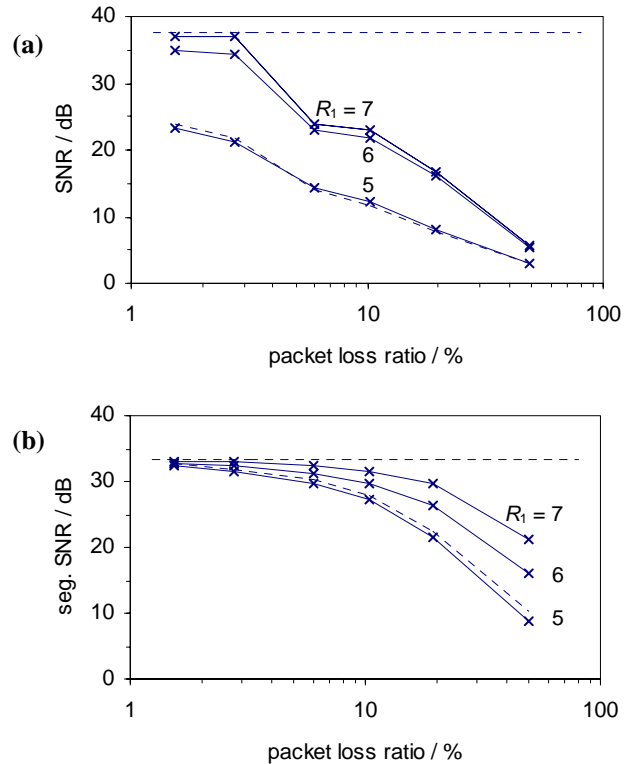 (a)
40
30
20
10
0
SNR / dB
R1 = 7
6
5
1
10
100
packet loss ratio / %
(b)
40
30
20
10
0
seg. SNR / dB
R1 = 7
6
5
1
10
100
packet loss ratio / %